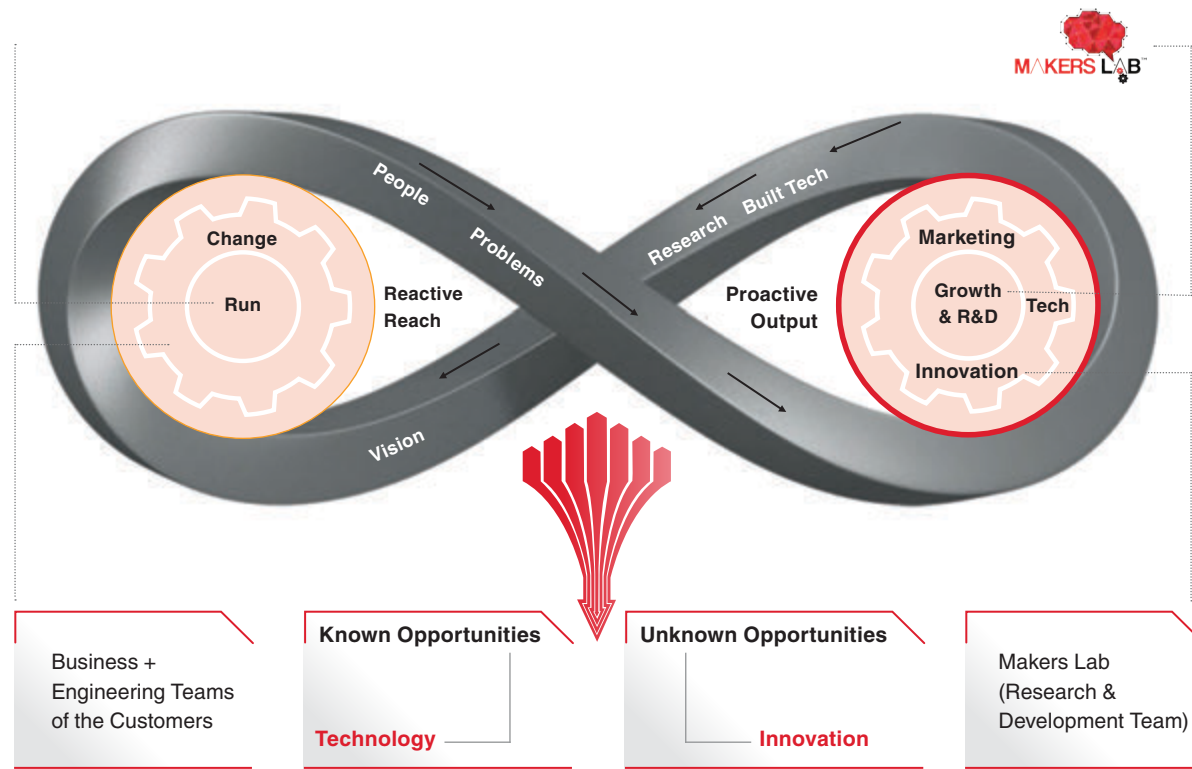 MAKERS LAB™
People
Problems
Research
Built Tech
Vision
Change
Run
Reactive
Reach
Proactive
Output
Marketing
Growth
& R&D
Tech
Innovation
Business +
Engineering Teams
of the Customers
Known Opportunities
Technology
Unknown Opportunities
Innovation
Makers Lab
(Research &
Development Team)